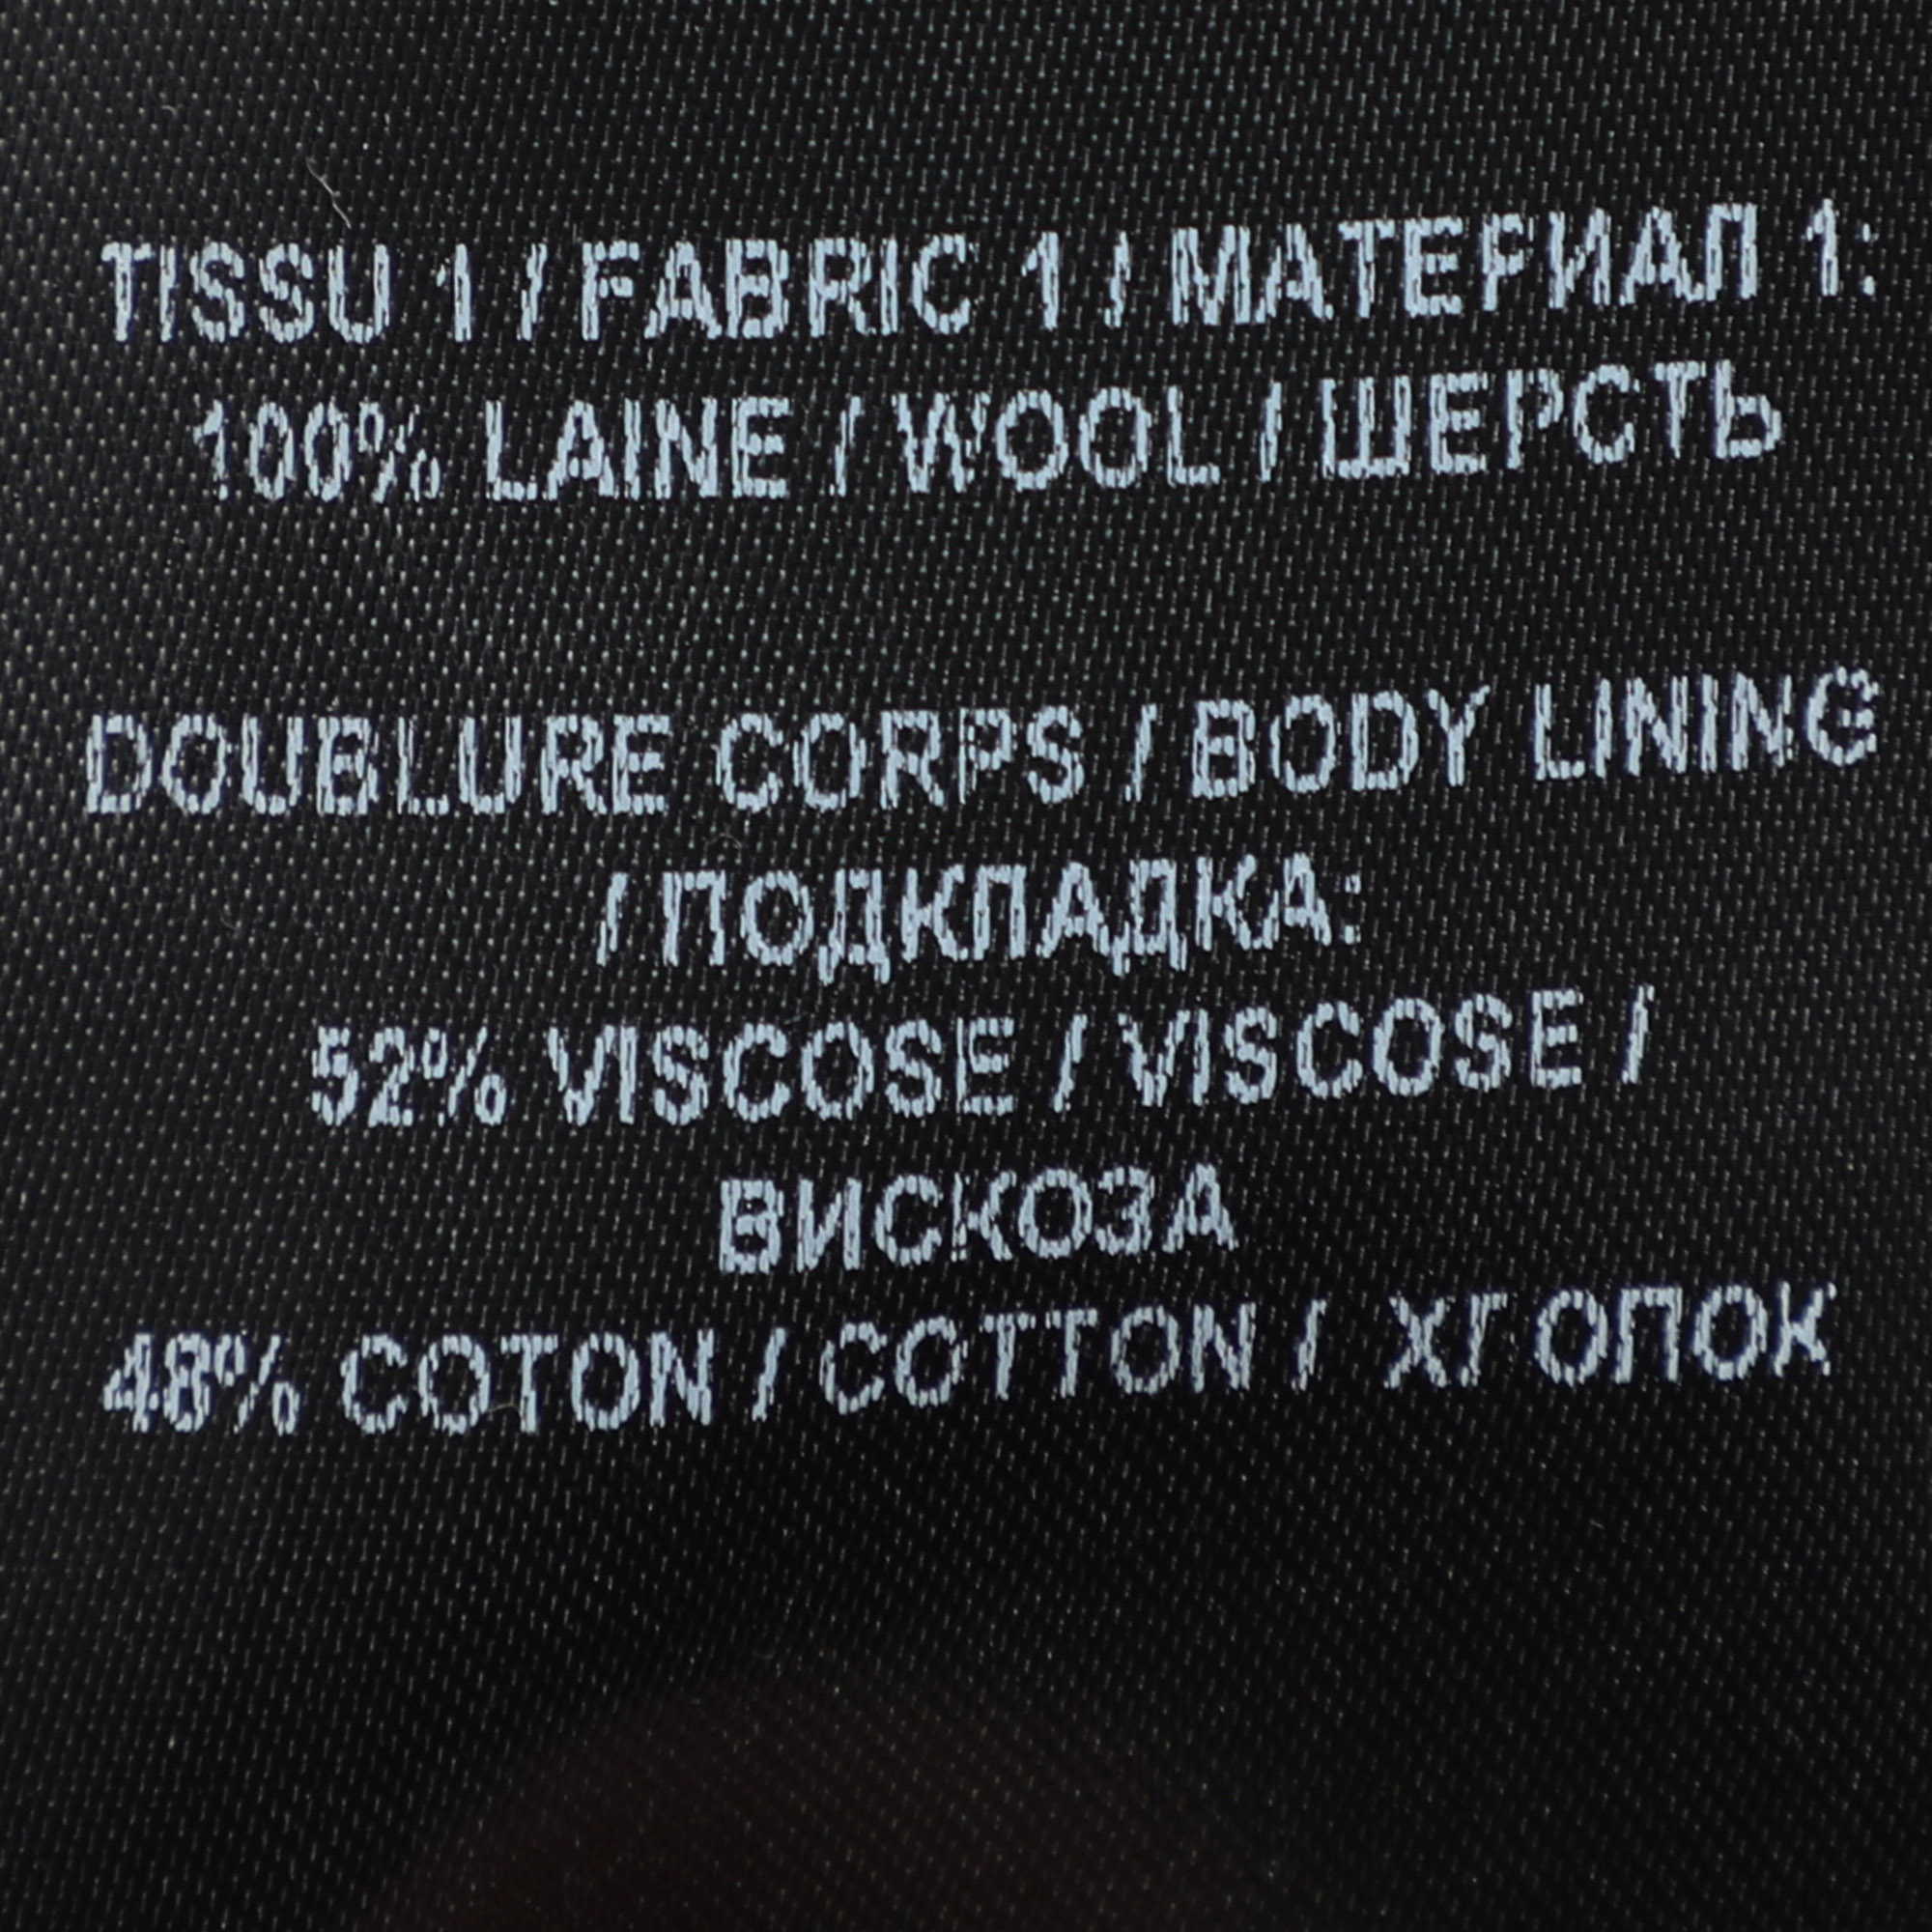 TISSU 1 / FABRIC 1 / МАТЕРИАЛ 1:
100% LAINE / WOOL / ШЕРСТЬ
DOUBLURE CORPS / BODY LINING
/ ПОДКЛАДКА:
52% VISCOSE / VISCOSE /
ВИСКОЗА
48% COTON / COTTON / ХЛОПОК